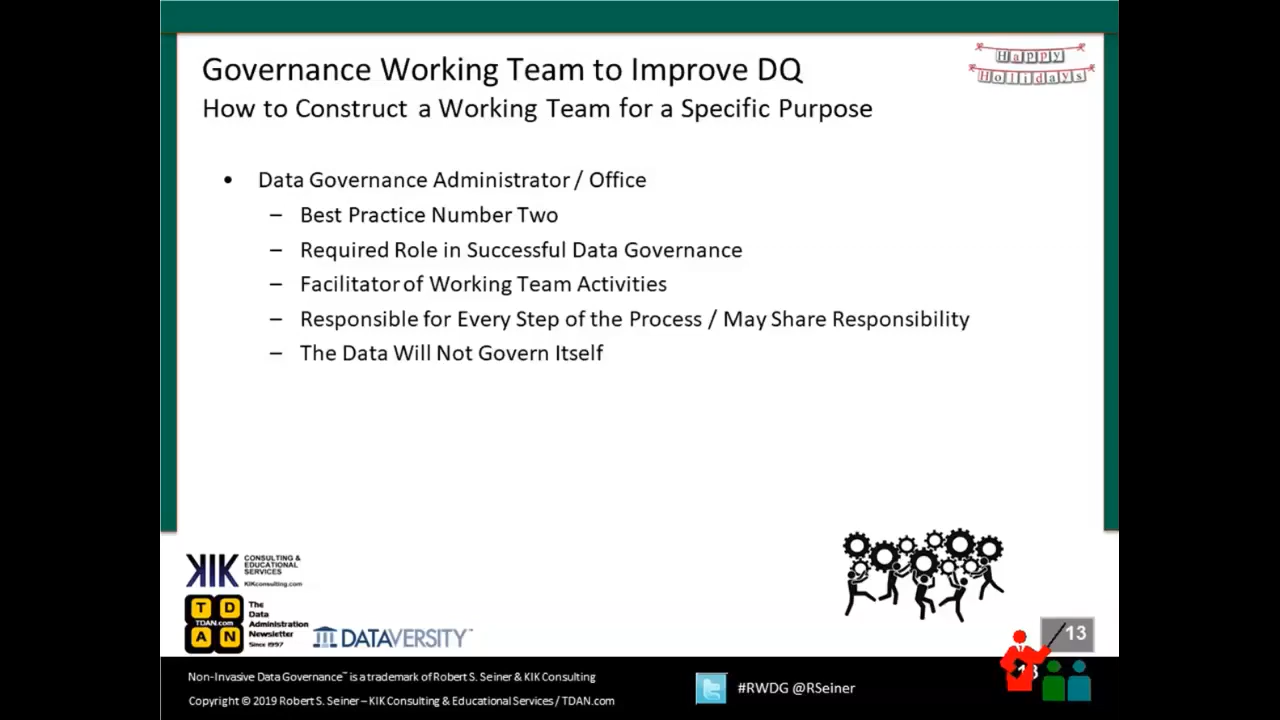 Governance Working Team to Improve DQ
How to Construct a Working Team for a Specific Purpose
Happy
Holidays
• Data Governance Administrator / Office
– Best Practice Number Two
– Required Role in Successful Data Governance
– Facilitator of Working Team Activities
– Responsible for Every Step of the Process / May Share Responsibility
– The Data Will Not Govern Itself
KIK CONSULTING & EDUCATIONAL SERVICES
KIKconsulting.com
T D
TDAN.com
A N
The
Data
Administration
Newsletter
Since 1997
DATAVERSITY™
13
Non-Invasive Data Governance™ is a trademark of Robert S. Seiner & KIK Consulting
Copyright © 2019 Robert S. Seiner – KIK Consulting & Educational Services / TDAN.com
#RWDG @RSeiner